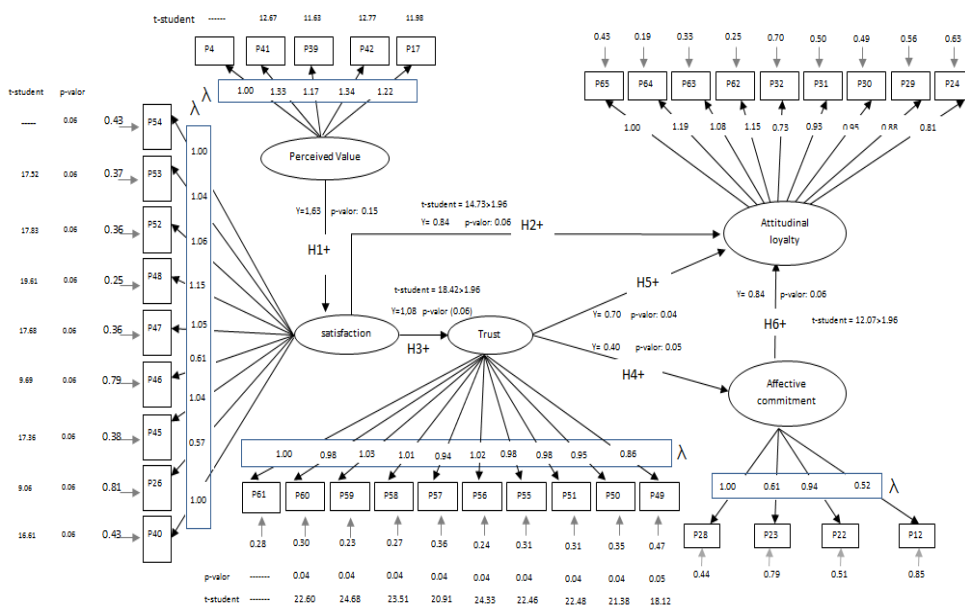 t-student ------ 12.67 11.63 12.77 11.98
P4 P41 P39 P42 P17
λ 1.00 1.33 1.17 1.34 1.22
Perceived Value
0.43 0.19 0.33 0.25 0.70 0.50 0.49 0.56 0.63
P65 P64 P63 P62 P32 P31 P30 P29 P24
1.00 1.19 1.08 1.15 0.73 0.93 0.95 0.88 0.81
Attitudinal
loyalty
t-student p-valor
λ
----- 0.06 0.43 P54
17.52 0.06 0.37 P53
17.83 0.06 0.36 P52
19.61 0.06 0.25 P48
17.68 0.06 0.36 P47
9.69 0.06 0.79 P46
17.36 0.06 0.38 P45
9.06 0.06 0.81 P26
16.61 0.06 0.43 P40
1.00
1.04
1.06
1.15
1.05
0.61
1.04
0.57
1.00
Y=1,63 p-valor: 0.15
H1+
t-student = 14.73>1.96
Y= 0.84 p-valor: 0.06
H2+
satisfaction
t-student = 18.42>1.96
Y=1,08 p-valor (0.06)
H3+
Trust
H5+
Y= 0.70 p-valor: 0.04
Y= 0.40 p-valor: 0.05
H4+
Y= 0.84 p-valor: 0.06
H6+
t-student = 12.07>1.96
Affective
commitment
1.00 0.98 1.03 1.01 0.94 1.02 0.98 0.98 0.95 0.86 λ
P61 P60 P59 P58 P57 P56 P55 P51 P50 P49
0.28 0.30 0.23 0.27 0.36 0.24 0.31 0.31 0.35 0.47
p-valor ------- 0.04 0.04 0.04 0.04 0.04 0.04 0.04 0.04 0.05
t-student ------- 22.60 24.68 23.51 20.91 24.33 22.46 22.48 21.38 18.12
1.00 0.61 0.94 0.52 λ
P28 P23 P22 P12
0.44 0.79 0.51 0.85